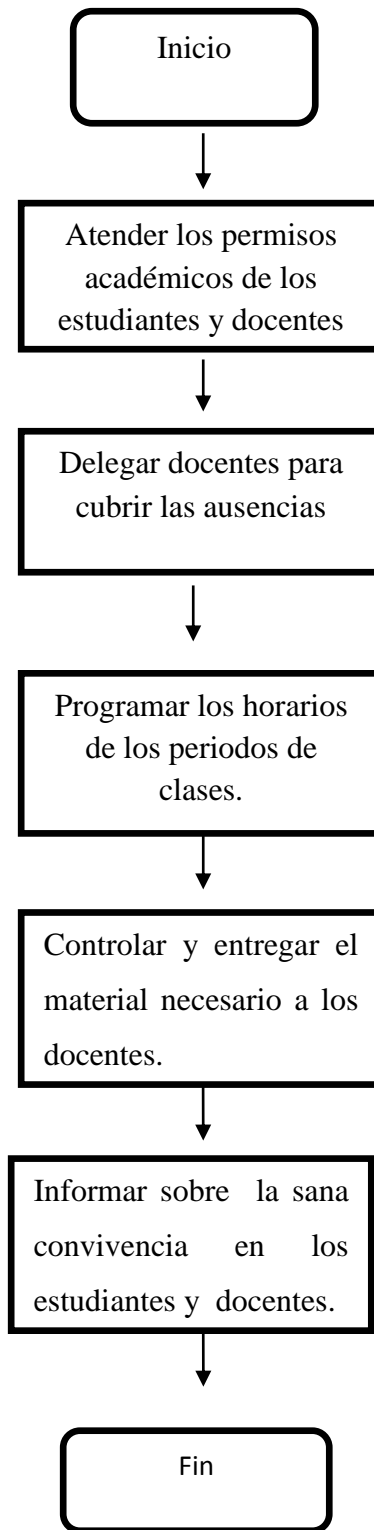 Inicio
Atender los permisos
académicos de los
estudiantes y docentes
Delegar docentes para
cubrir las ausencias
Programar los horarios
de los periodos de
clases.
Controlar y entregar el
material necesario a los
docentes.
Informar sobre la sana
convivencia en los
estudiantes y docentes.
Fin